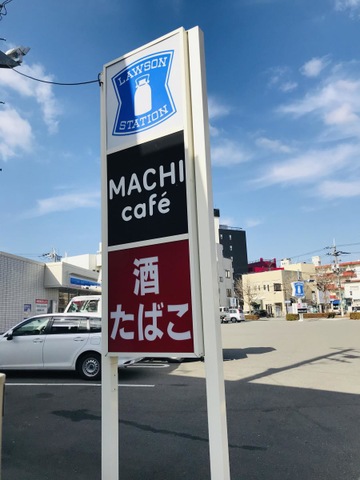 LAWSON
STATION
MACHI
café
酒
たばこ